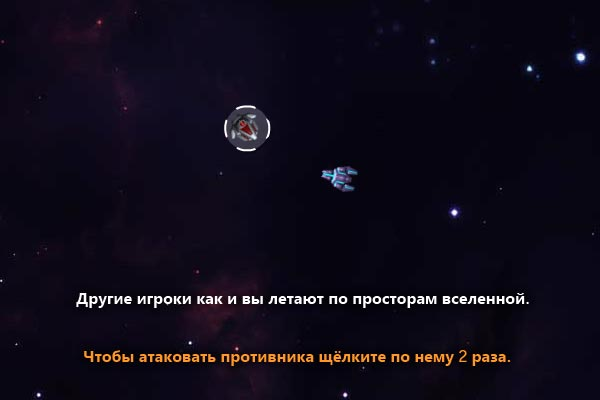 Другие игроки как и вы летают по просторам вселенной.
Чтобы атаковать противника щёлкните по нему 2 раза.